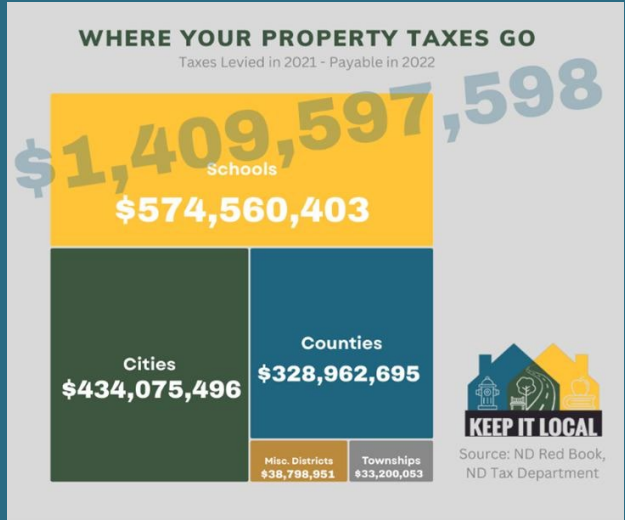 WHERE YOUR PROPERTY TAXES GO
Taxes Levied in 2021 - Payable in 2022
$1,409,597,598
Schools
$574,560,403
Cities
$434,075,496
Counties
$328,962,695
Misc. Districts
$38,798,951
Townships
$33,200,053
KEEP IT LOCAL
Source: ND Red Book,
ND Tax Department